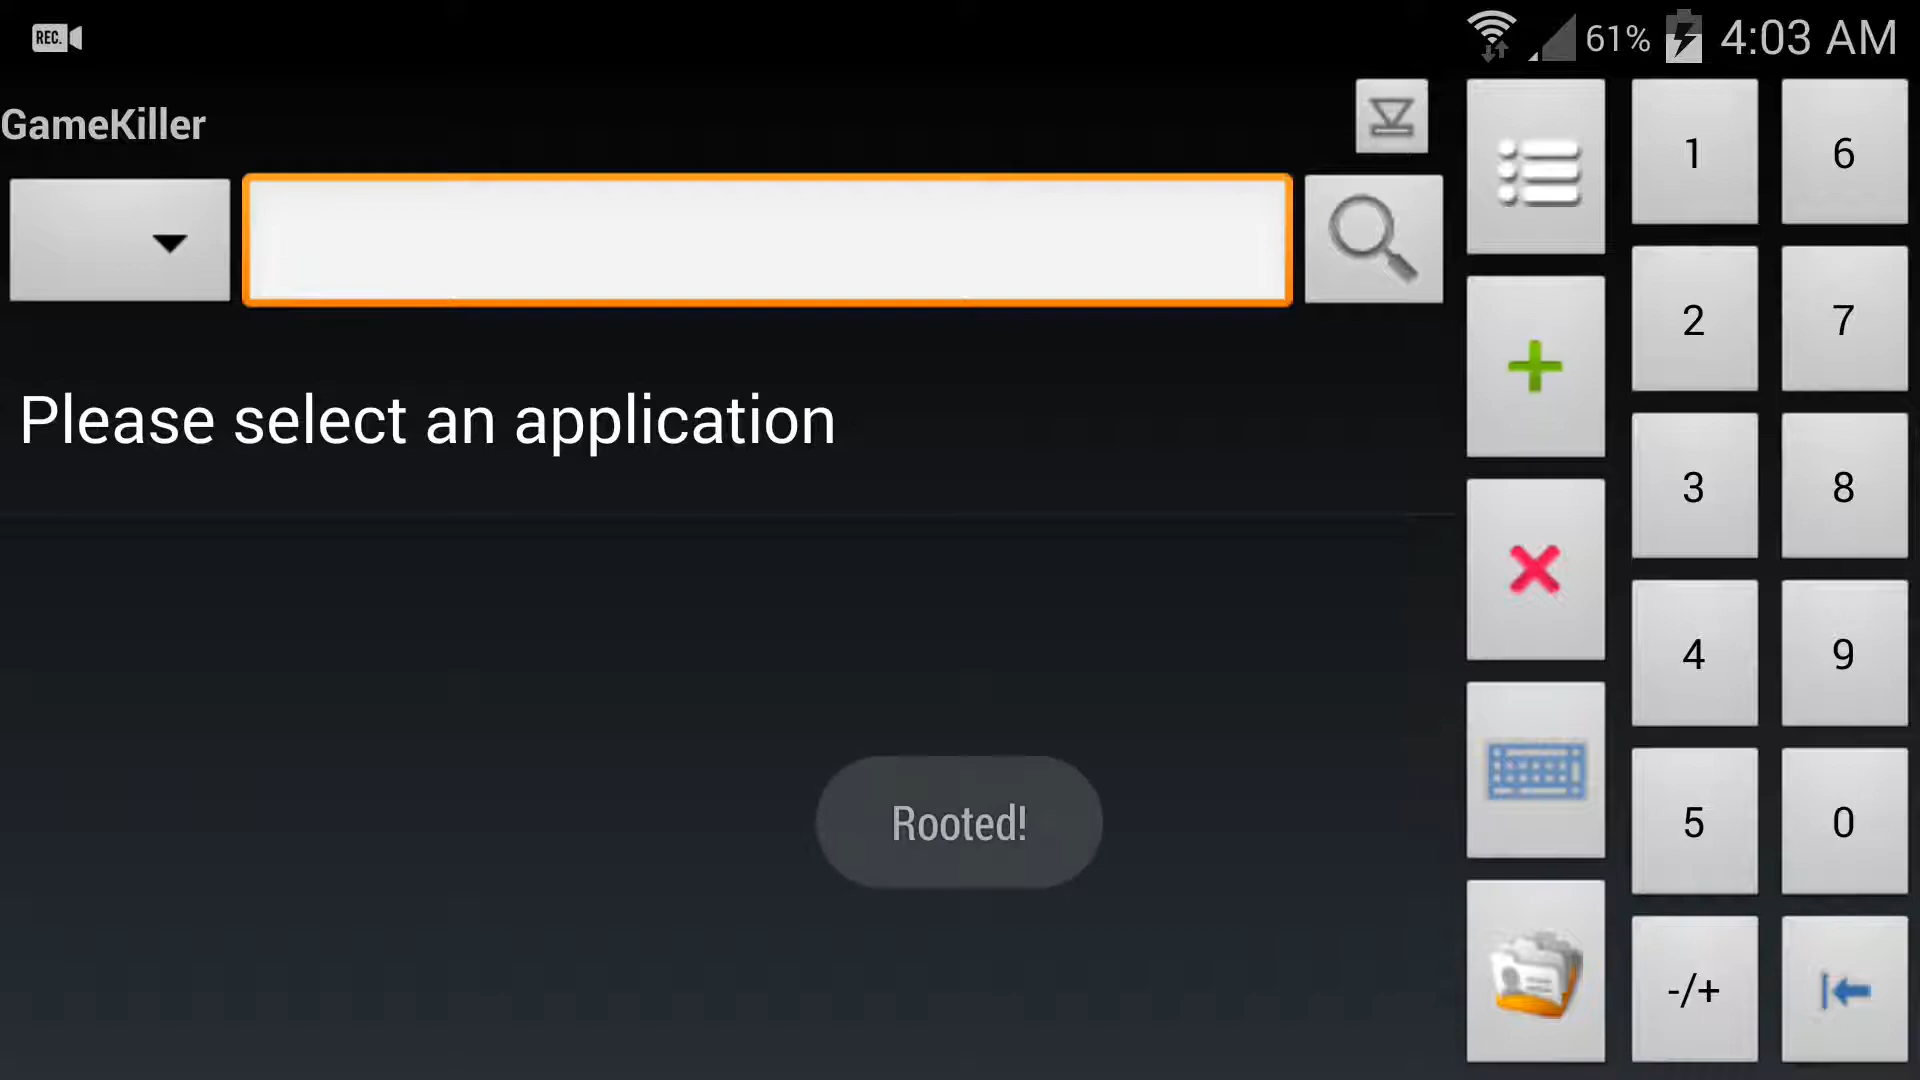 REC. 61% 4:03 AM
GameKiller
Please select an application
Rooted!
1 6
2 7
3 8
4 9
5 0
-/+